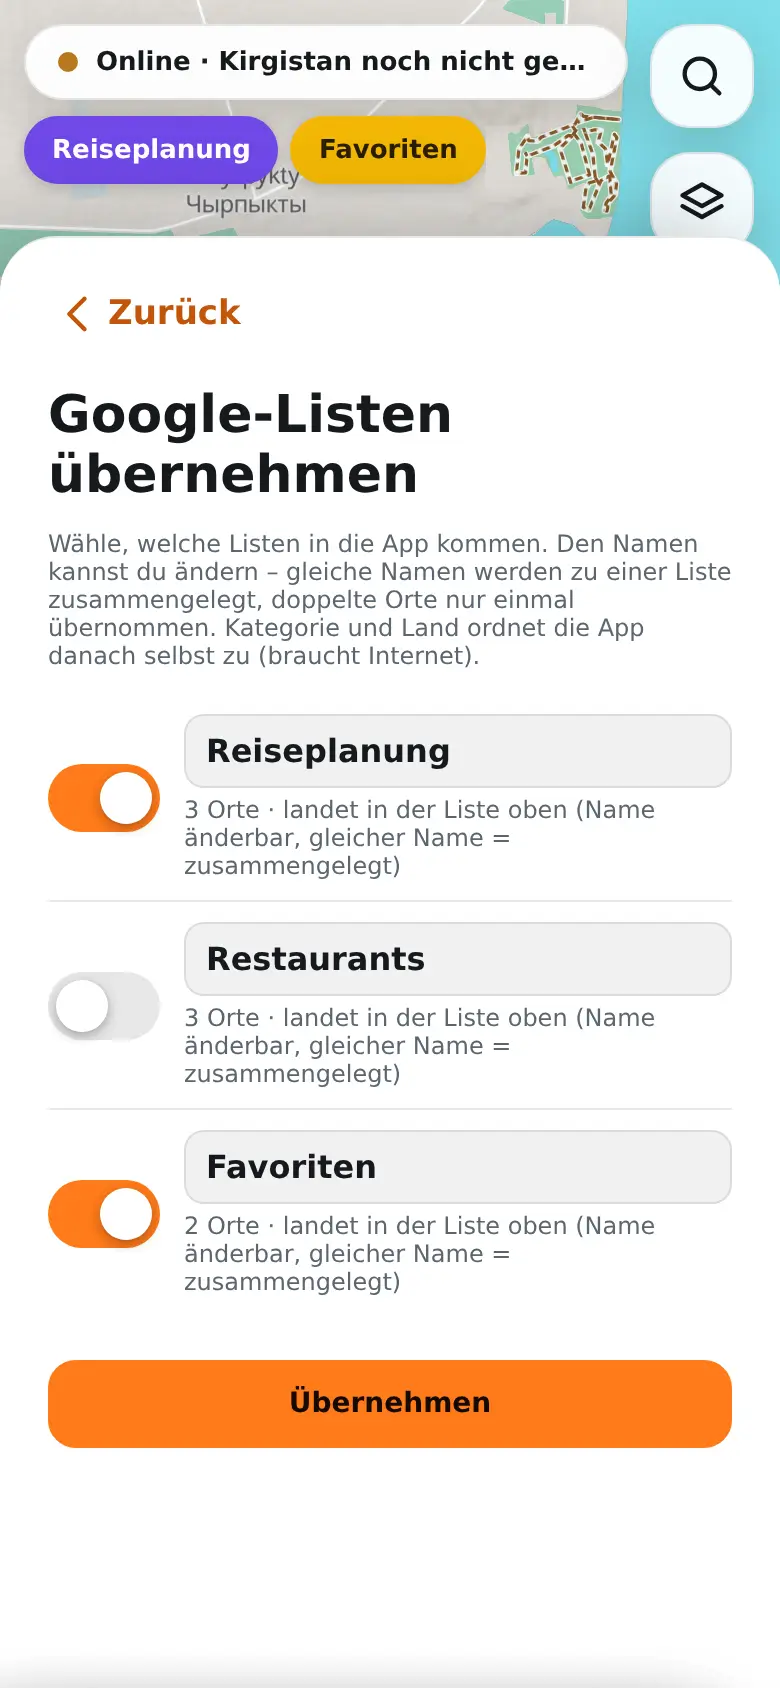 Online · Kirgistan noch nicht ge…
Reiseplanung
Favoriten
Чырпыкты
Zurück
Google-Listen
übernehmen
Wähle, welche Listen in die App kommen. Den Namen
kannst du ändern – gleiche Namen werden zu einer Liste
zusammengelegt, doppelte Orte nur einmal
übernommen. Kategorie und Land ordnet die App
danach selbst zu (braucht Internet).
Reiseplanung
3 Orte · landet in der Liste oben (Name
änderbar, gleicher Name =
zusammengelegt)
Restaurants
3 Orte · landet in der Liste oben (Name
änderbar, gleicher Name =
zusammengelegt)
Favoriten
2 Orte · landet in der Liste oben (Name
änderbar, gleicher Name =
zusammengelegt)
Übernehmen